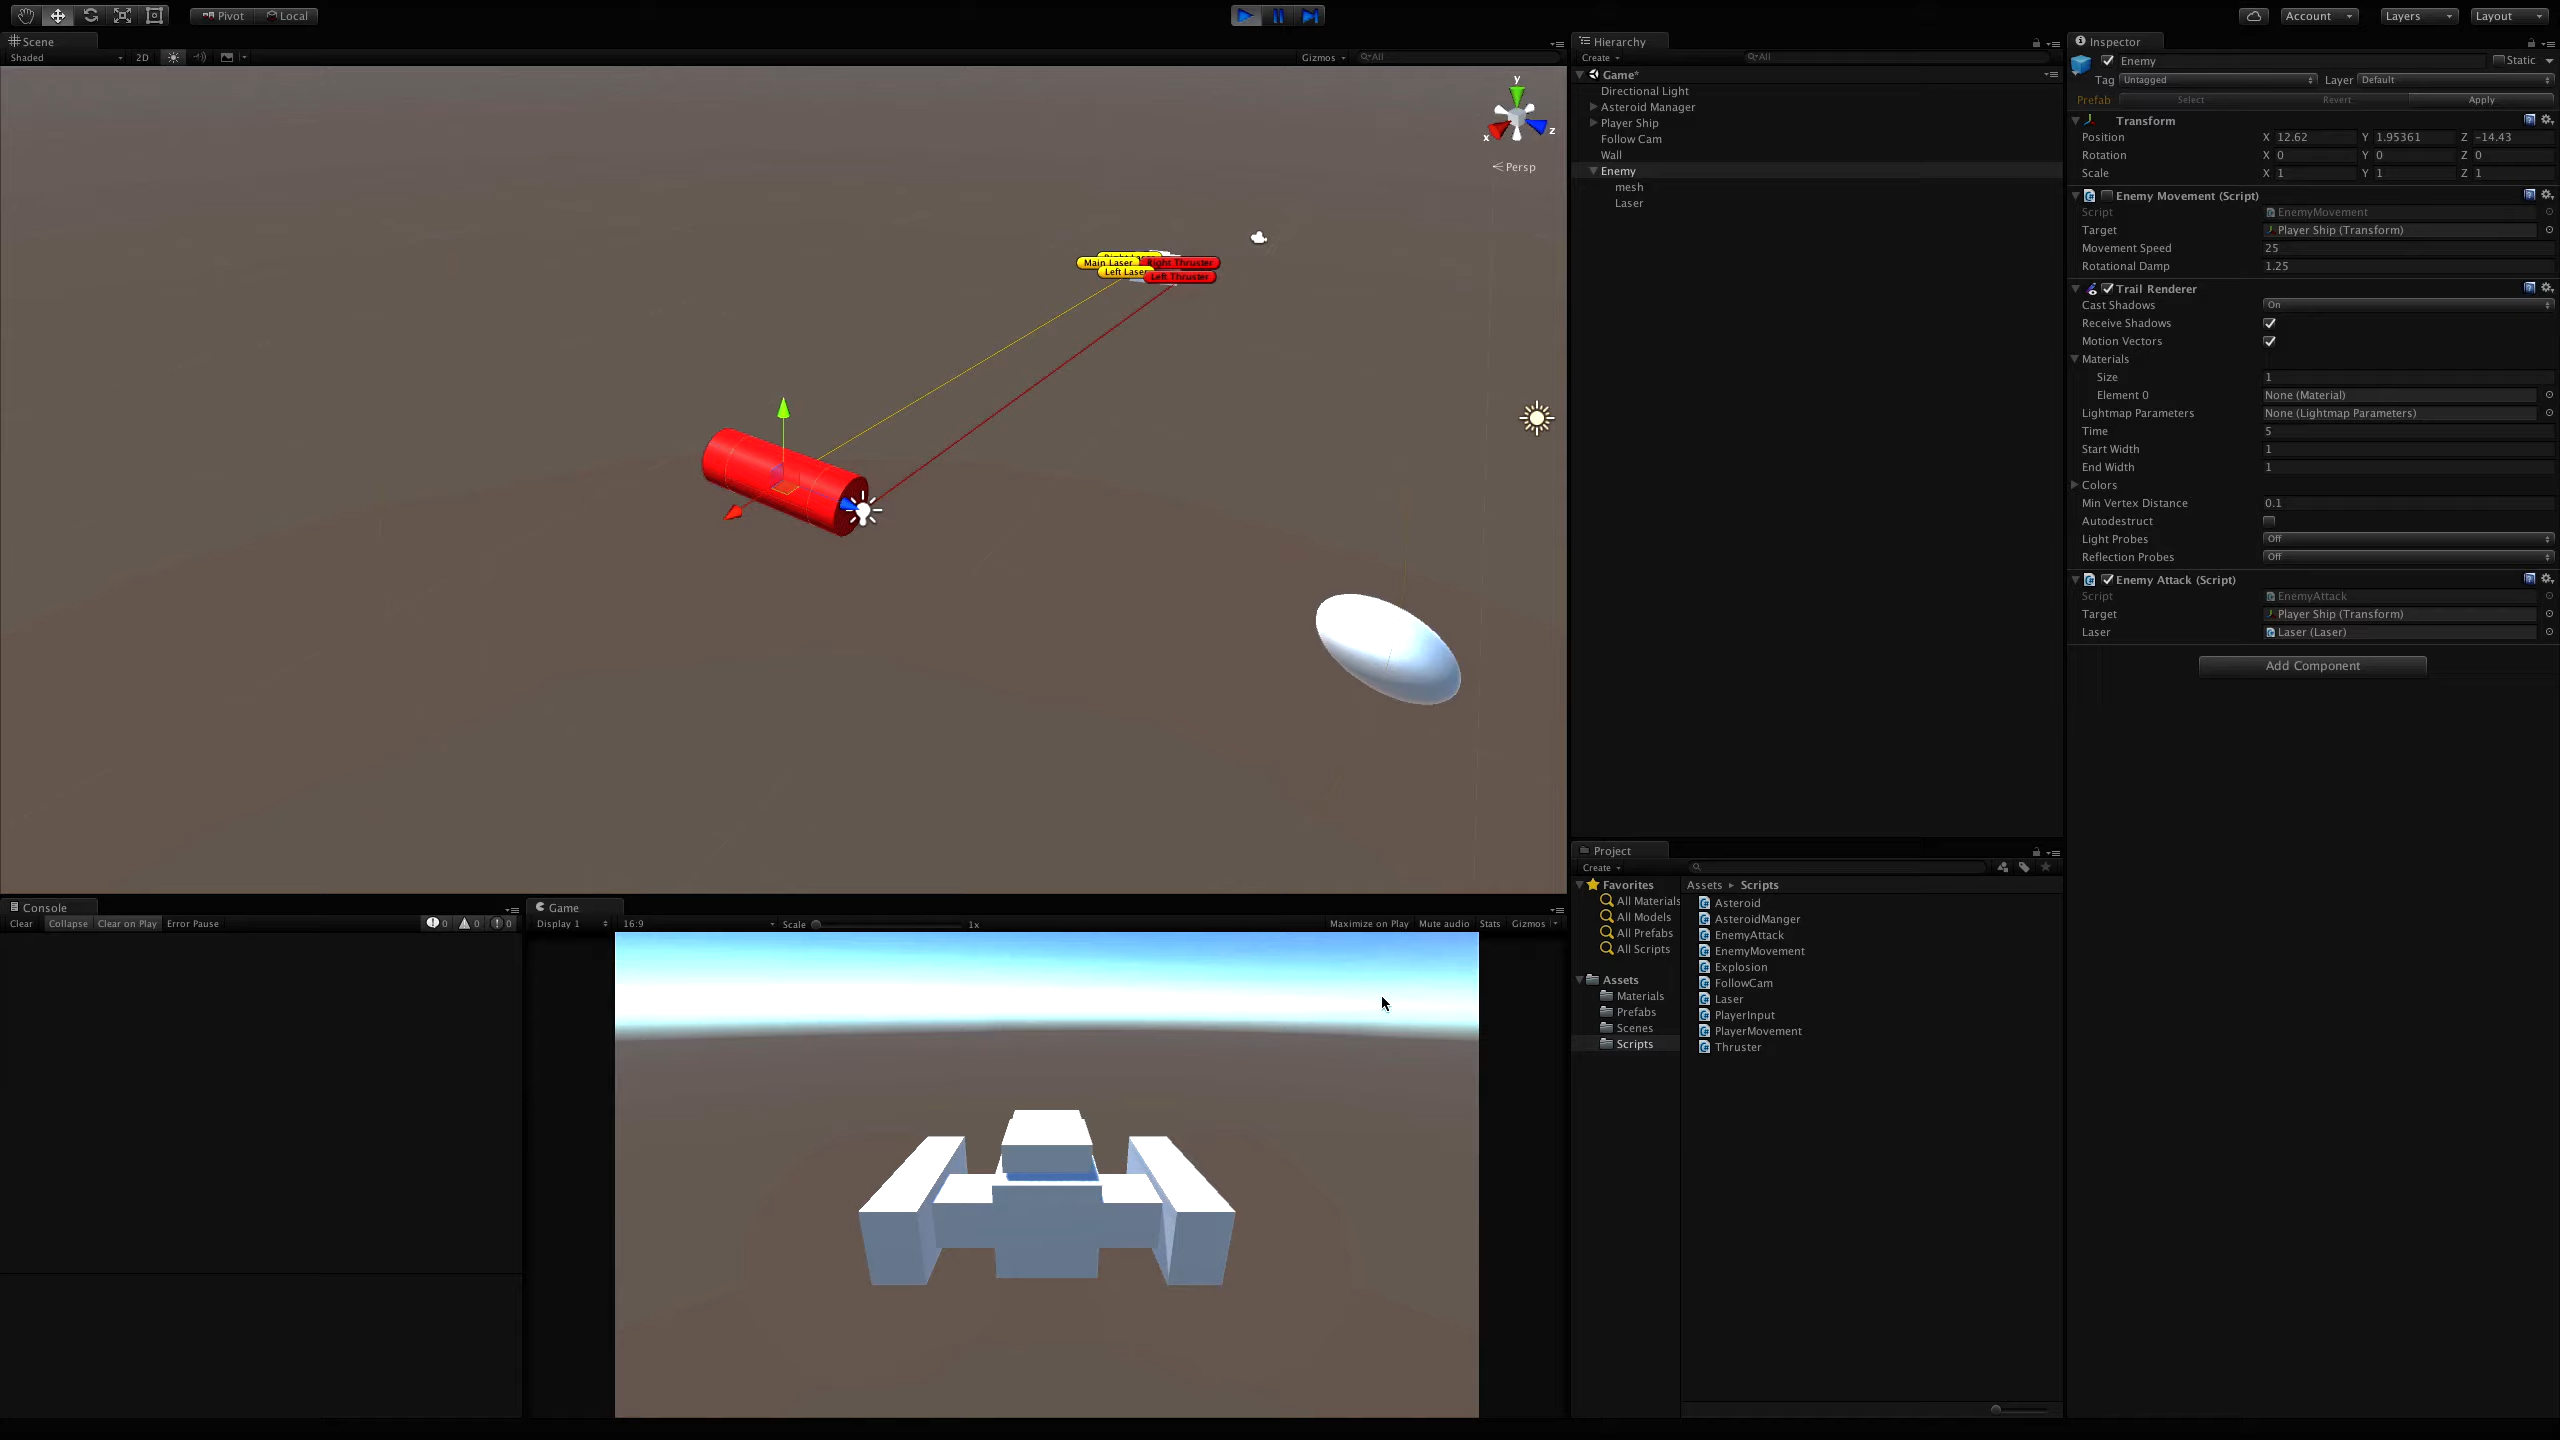 Pivot Local
Account Layers Layout
Scene
Shaded 2D Gizmos All
y
x z
Persp
Main Laser Right Thruster
Left Laser Left Thruster
Console
Clear Collapse Clear on Play Error Pause 0 0 0
Game
Display 1 16:9 Scale 1x Maximize on Play Mute audio Stats Gizmos
Hierarchy
Create All
Game*
Directional Light
Asteroid Manager
Player Ship
Follow Cam
Wall
Enemy
mesh
Laser
Project
Create
Favorites
All Materials
All Models
All Prefabs
All Scripts
Assets
Materials
Prefabs
Scenes
Scripts
Assets Scripts
Asteroid
AsteroidManger
EnemyAttack
EnemyMovement
Explosion
FollowCam
Laser
PlayerInput
PlayerMovement
Thruster
Inspector
Enemy Static
Tag Untagged Layer Default
Prefab Select Revert Apply
Transform
Position X 12.62 Y 1.95361 Z -14.43
Rotation X 0 Y 0 Z 0
Scale X 1 Y 1 Z 1
Enemy Movement (Script)
Script EnemyMovement
Target Player Ship (Transform)
Movement Speed 25
Rotational Damp 1.25
Trail Renderer
Cast Shadows On
Receive Shadows
Motion Vectors
Materials
Size 1
Element 0 None (Material)
Lightmap Parameters None (Lightmap Parameters)
Time 5
Start Width 1
End Width 1
Colors
Min Vertex Distance 0.1
Autodestruct
Light Probes Off
Reflection Probes Off
Enemy Attack (Script)
Script EnemyAttack
Target Player Ship (Transform)
Laser Laser (Laser)
Add Component